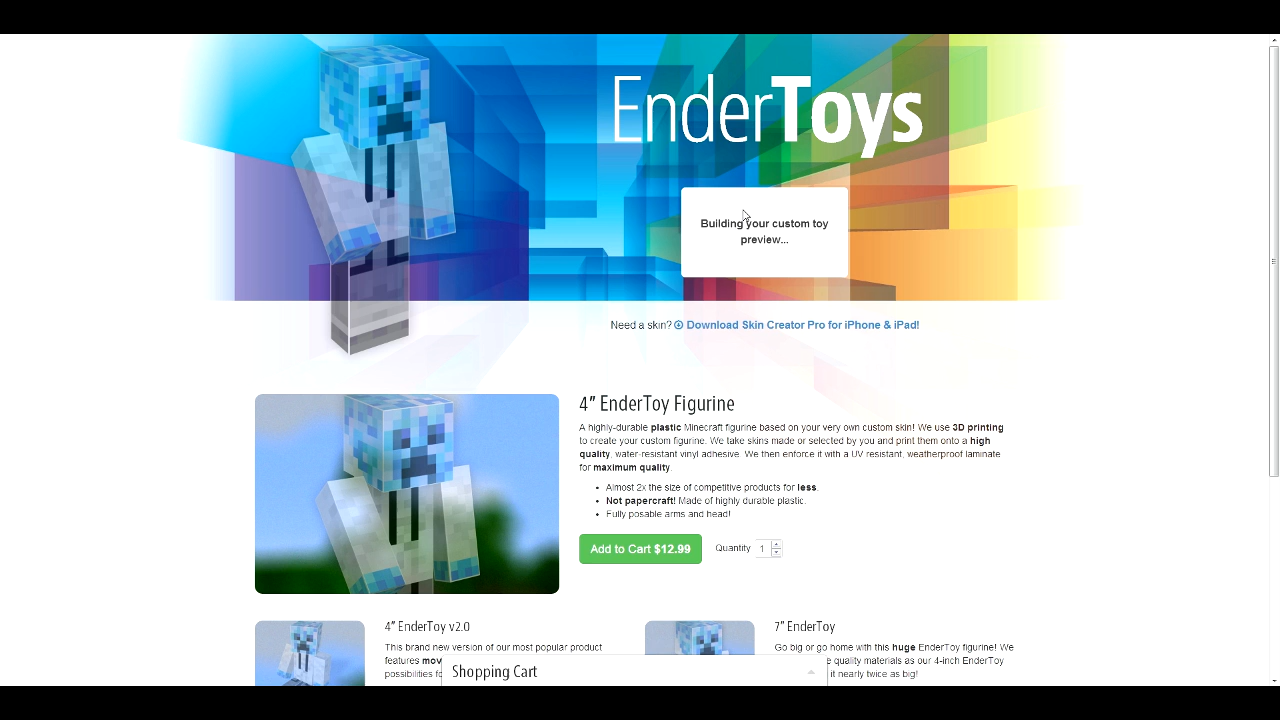 EnderToys
Building your custom toy
preview...
Need a skin? Download Skin Creator Pro for iPhone & iPad!
4" EnderToy Figurine
A highly-durable plastic Minecraft figurine based on your very own custom skin! We use 3D printing
to create your custom figurine. We take skins made or selected by you and print them onto a high
quality, water-resistant vinyl adhesive. We then enforce it with a UV resistant, weatherproof laminate
for maximum quality.
• Almost 2x the size of competitive products for less.
• Not papercraft! Made of highly durable plastic.
• Fully posable arms and head!
Add to Cart $12.99 Quantity 1
4" EnderToy v2.0
This brand new version of our most popular product
features mov
possibilities fo
7" EnderToy
Go big or go home with this huge EnderToy figurine! We
e quality materials as our 4-inch EnderToy
it nearly twice as big!
Shopping Cart